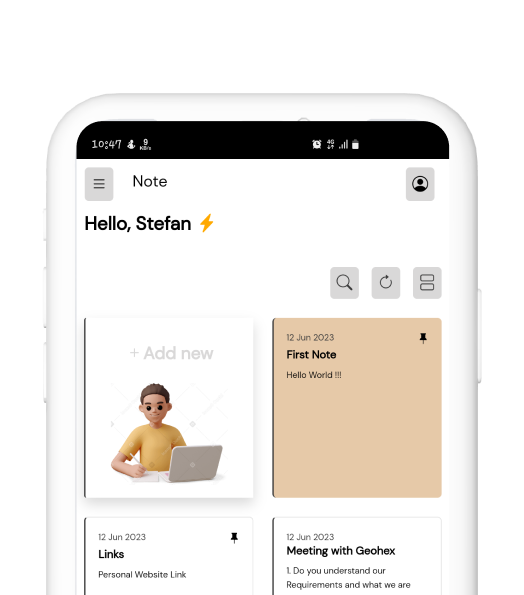 10:47 9 KB/s 4G
Note
Hello, Stefan
+ Add new
12 Jun 2023
First Note
Hello World !!!
12 Jun 2023
Links
Personal Website Link
12 Jun 2023
Meeting with Geohex
1. Do you understand our
Requirements and what we are